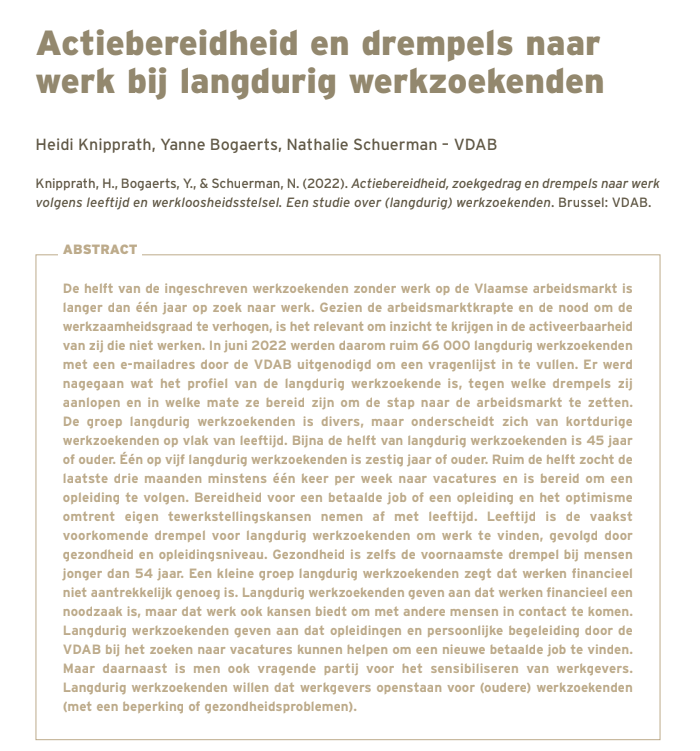 Actiebereidheid en drempels naar
werk bij langdurig werkzoekenden
Heidi Knipprath, Yanne Bogaerts, Nathalie Schuerman – VDAB
Knipprath, H., Bogaerts, Y., & Schuerman, N. (2022). Actiebereidheid, zoekgedrag en drempels naar werk
volgens leeftijd en werkloosheidsstelsel. Een studie over (langdurig) werkzoekenden. Brussel: VDAB.
ABSTRACT
De helft van de ingeschreven werkzoekenden zonder werk op de Vlaamse arbeidsmarkt is
langer dan één jaar op zoek naar werk. Gezien de arbeidsmarktkrapte en de nood om de
werkzaamheidsgraad te verhogen, is het relevant om inzicht te krijgen in de activeerbaarheid
van zij die niet werken. In juni 2022 werden daarom ruim 66 000 langdurig werkzoekenden
met een e-mailadres door de VDAB uitgenodigd om een vragenlijst in te vullen. Er werd
nagegaan wat het profiel van de langdurig werkzoekende is, tegen welke drempels zij
aanlopen en in welke mate ze bereid zijn om de stap naar de arbeidsmarkt te zetten.
De groep langdurig werkzoekenden is divers, maar onderscheidt zich van kortdurige
werkzoekenden op vlak van leeftijd. Bijna de helft van langdurig werkzoekenden is 45 jaar
of ouder. Één op vijf langdurig werkzoekenden is zestig jaar of ouder. Ruim de helft zocht de
laatste drie maanden minstens één keer per week naar vacatures en is bereid om een
opleiding te volgen. Bereidheid voor een betaalde job of een opleiding en het optimisme
omtrent eigen tewerkstellingskansen nemen af met leeftijd. Leeftijd is de vaakst
voorkomende drempel voor langdurig werkzoekenden om werk te vinden, gevolgd door
gezondheid en opleidingsniveau. Gezondheid is zelfs de voornaamste drempel bij mensen
jonger dan 54 jaar. Een kleine groep langdurig werkzoekenden zegt dat werken financieel
niet aantrekkelijk genoeg is. Langdurig werkzoekenden geven aan dat werken financieel een
noodzaak is, maar dat werk ook kansen biedt om met andere mensen in contact te komen.
Langdurig werkzoekenden geven aan dat opleidingen en persoonlijke begeleiding door de
VDAB bij het zoeken naar vacatures kunnen helpen om een nieuwe betaalde job te vinden.
Maar daarnaast is men ook vragende partij voor het sensibiliseren van werkgevers.
Langdurig werkzoekenden willen dat werkgevers openstaan voor (oudere) werkzoekenden
(met een beperking of gezondheidsproblemen).